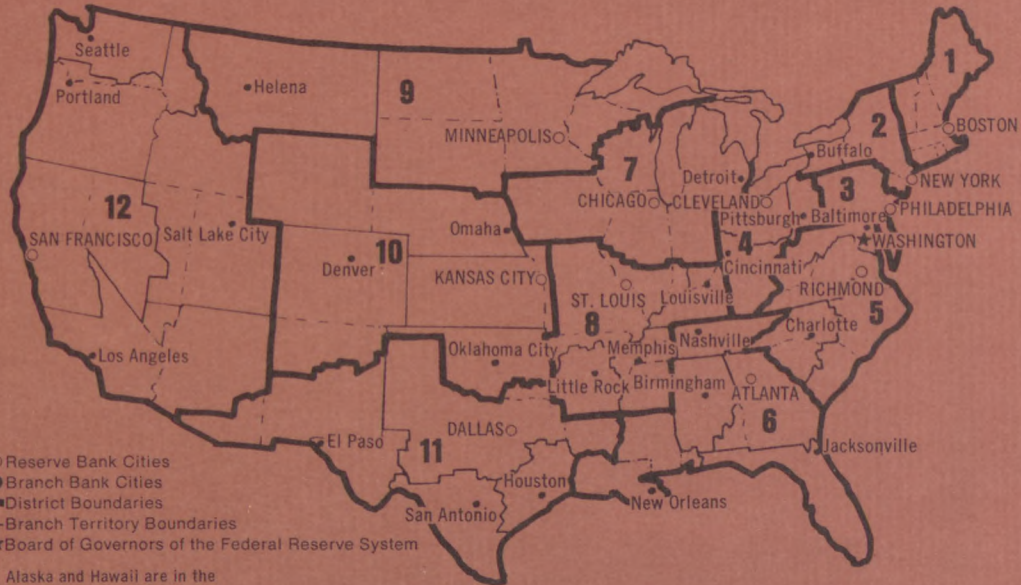 Seattle
Portland
Helena
9
MINNEAPOLIS
1
2
BOSTON
Buffalo
NEW YORK
7
Detroit
3
CHICAGO
CLEVELAND
Pittsburgh
Baltimore
PHILADELPHIA
12
SAN FRANCISCO
Salt Lake City
Omaha
4
WASHINGTON
10
Denver
KANSAS CITY
Cincinnati
ST. LOUIS
Louisville
RICHMOND
5
8
Charlotte
Los Angeles
Oklahoma City
Memphis
Nashville
Little Rock
Birmingham
ATLANTA
6
El Paso
DALLAS
11
Jacksonville
Houston
San Antonio
New Orleans
Reserve Bank Cities
Branch Bank Cities
District Boundaries
Branch Territory Boundaries
Board of Governors of the Federal Reserve System
Alaska and Hawaii are in the